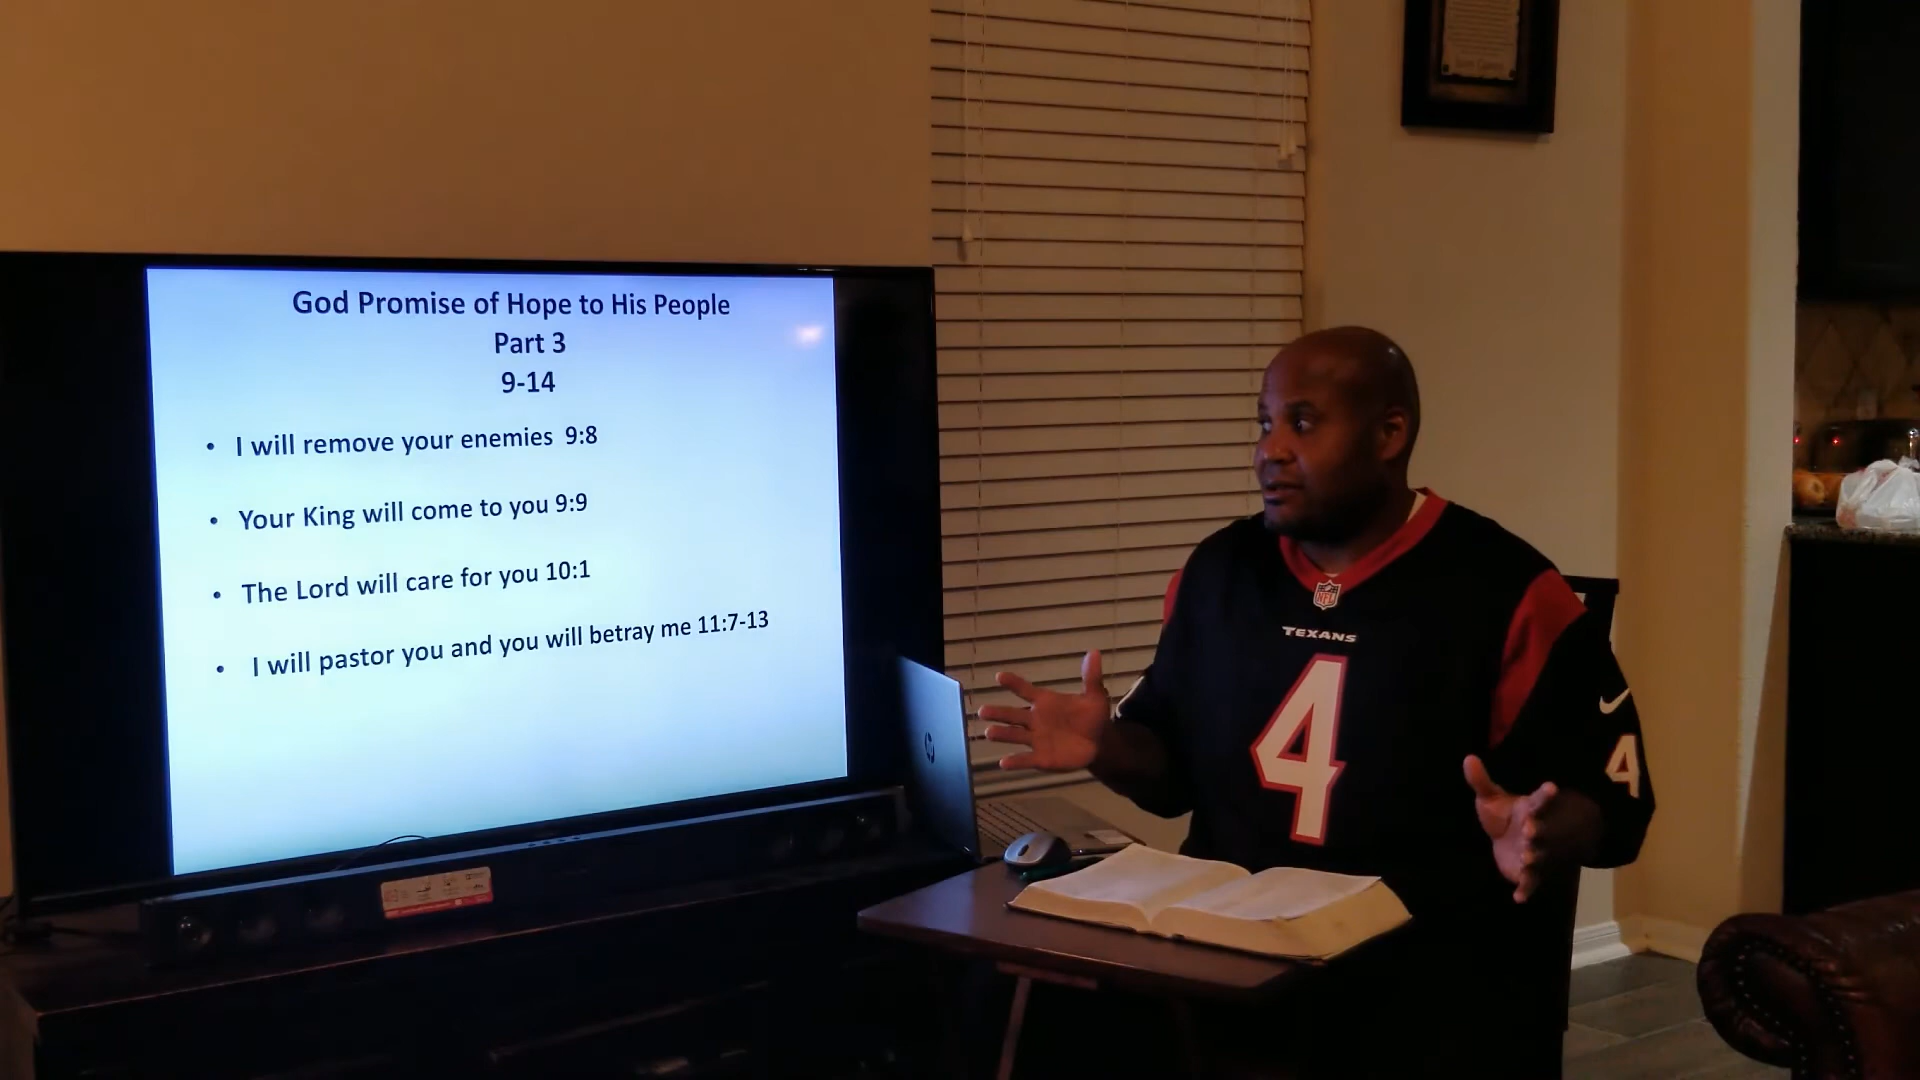 God Promise of Hope to His People
Part 3
9-14
• I will remove your enemies 9:8
• Your King will come to you 9:9
• The Lord will care for you 10:1
• I will pastor you and you will betray me 11:7-13
NFL
TEXANS
4
4
hp